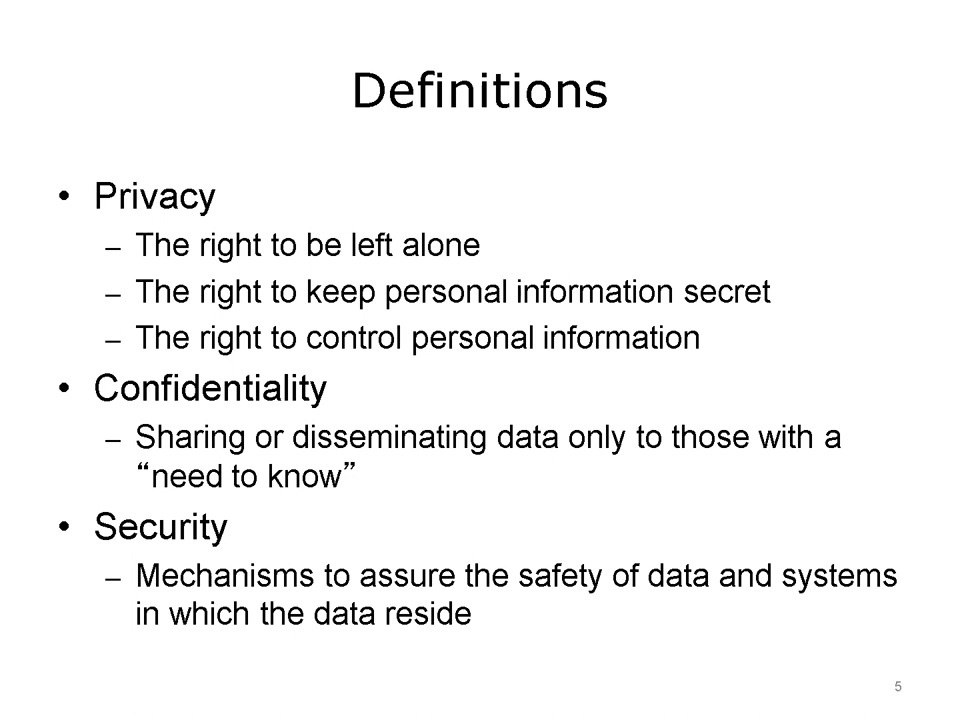 Definitions
• Privacy
– The right to be left alone
– The right to keep personal information secret
– The right to control personal information
• Confidentiality
– Sharing or disseminating data only to those with a
“need to know”
• Security
– Mechanisms to assure the safety of data and systems
in which the data reside
5